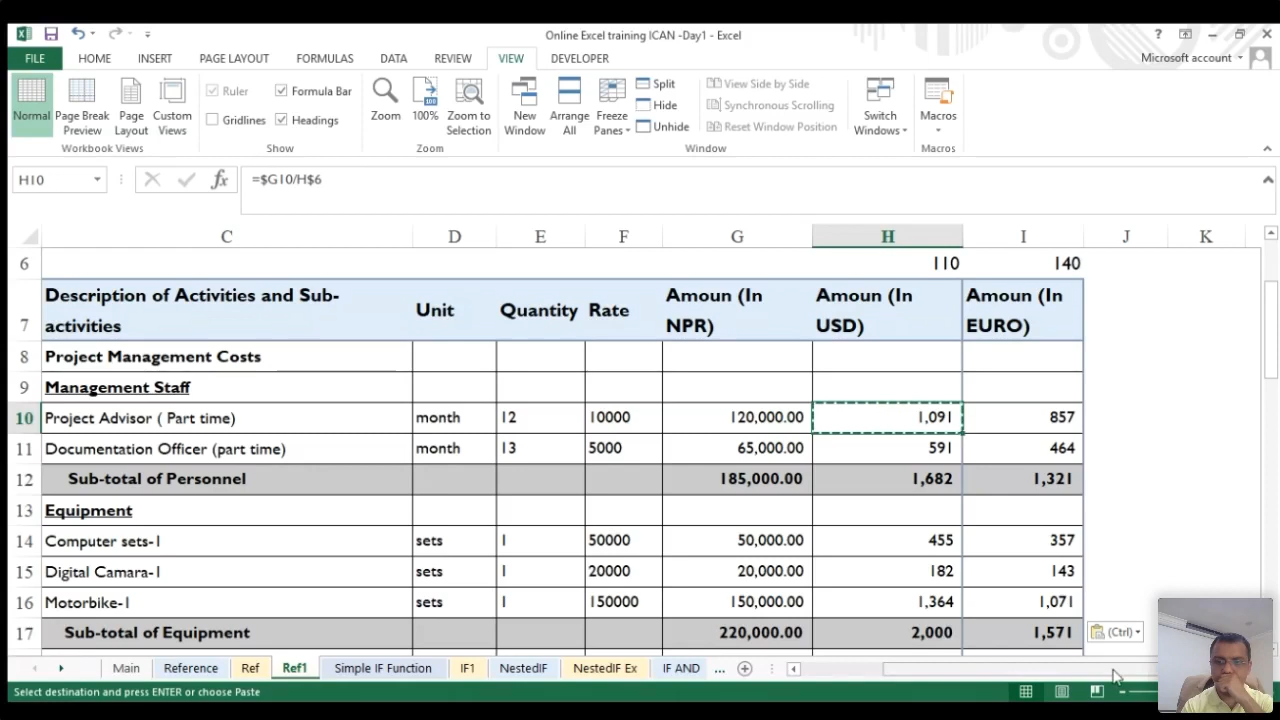 Online Excel training ICAN -Day1 - Excel
?
FILE HOME INSERT PAGE LAYOUT FORMULAS DATA REVIEW VIEW DEVELOPER Microsoft account
Normal
Page Break
Preview
Page
Layout
Custom
Views
Workbook Views
Ruler
Formula Bar
Gridlines
Headings
Show
Zoom
100%
Zoom to
Selection
Zoom
New
Window
Arrange
All
Freeze
Panes
Split
Hide
Unhide
View Side by Side
Synchronous Scrolling
Reset Window Position
Window
Switch
Windows
Macros
Macros
H10 fx =$G10/H$6
C D E F G H I J K
6 110 140
7 Description of Activities and Sub-
activities
Unit Quantity Rate
Amoun (In
NPR)
Amoun (In
USD)
Amoun (In
EURO)
8 Project Management Costs
9 Management Staff
10 Project Advisor ( Part time) month 12 10000 120,000.00 1,091 857
11 Documentation Officer (part time) month 13 5000 65,000.00 591 464
12 Sub-total of Personnel 185,000.00 1,682 1,321
13 Equipment
14 Computer sets-1 sets 1 50000 50,000.00 455 357
15 Digital Camara-1 sets 1 20000 20,000.00 182 143
16 Motorbike-1 sets 1 150000 150,000.00 1,364 1,071
17 Sub-total of Equipment 220,000.00 2,000 1,571
(Ctrl)
Main Reference Ref Ref1 Simple IF Function IF1 NestedIF NestedIF Ex IF AND ...
Select destination and press ENTER or choose Paste